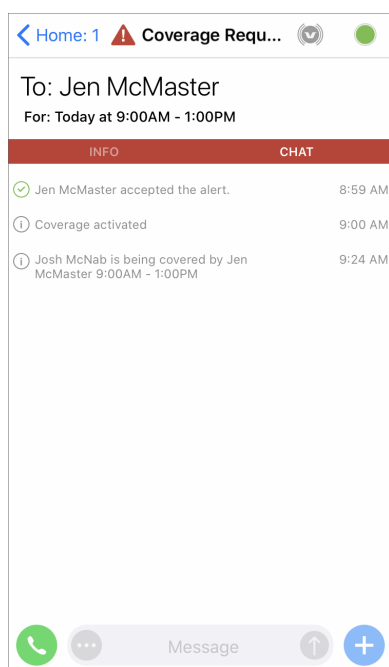 Home: 1 Coverage Requ...
To: Jen McMaster
For: Today at 9:00AM - 1:00PM
INFO CHAT
Jen McMaster accepted the alert. 8:59 AM
Coverage activated 9:00 AM
Josh McNab is being covered by Jen 9:24 AM
McMaster 9:00AM - 1:00PM
Message